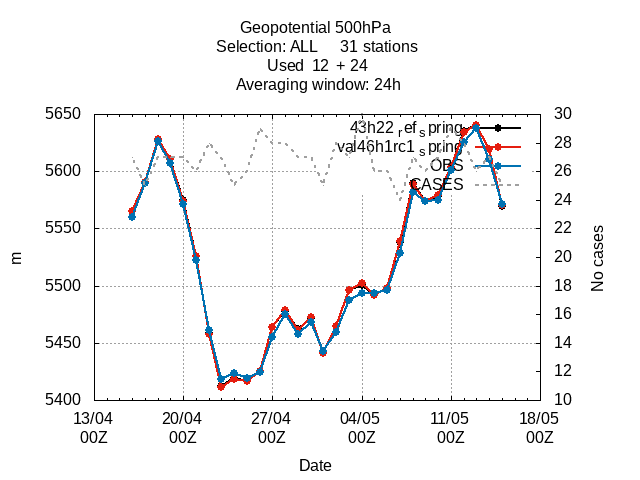 Geopotential 500hPa
Selection: ALL 31 stations
Used 12 + 24
Averaging window: 24h
43h22_ref_spring
val46h1rc1_spring
OBS
CASES
5650
5600
5550
5500
5450
5400
m
30
28
26
24
22
20
18
16
14
12
10
No cases
13/04 20/04 27/04 04/05 11/05 18/05
00Z 00Z 00Z 00Z 00Z 00Z
Date